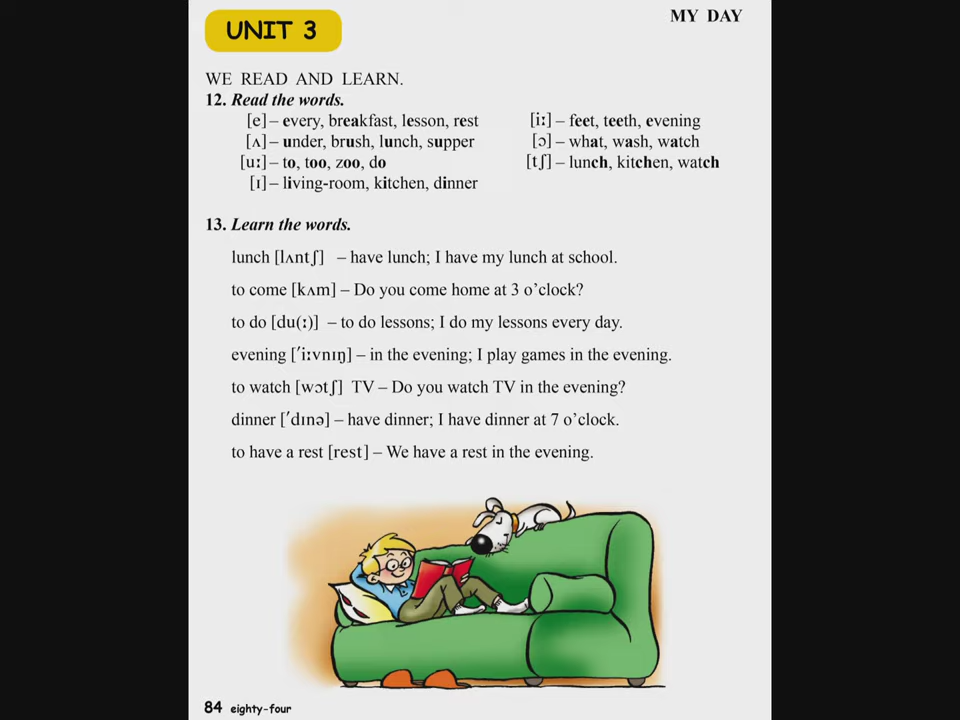 UNIT 3
MY DAY
WE READ AND LEARN.
12. Read the words.
[e] – every, breakfast, lesson, rest
[ʌ] – under, brush, lunch, supper
[uː] – to, too, zoo, do
[ɪ] – living-room, kitchen, dinner
[iː] – feet, teeth, evening
[ɔ] – what, wash, watch
[tʃ] – lunch, kitchen, watch
13. Learn the words.
lunch [lʌntʃ] – have lunch; I have my lunch at school.
to come [kʌm] – Do you come home at 3 o’clock?
to do [du(ː)] – to do lessons; I do my lessons every day.
evening [ˈiːvnɪŋ] – in the evening; I play games in the evening.
to watch [wɔtʃ] TV – Do you watch TV in the evening?
dinner [ˈdɪnə] – have dinner; I have dinner at 7 o’clock.
to have a rest [rest] – We have a rest in the evening.
84 eighty-four